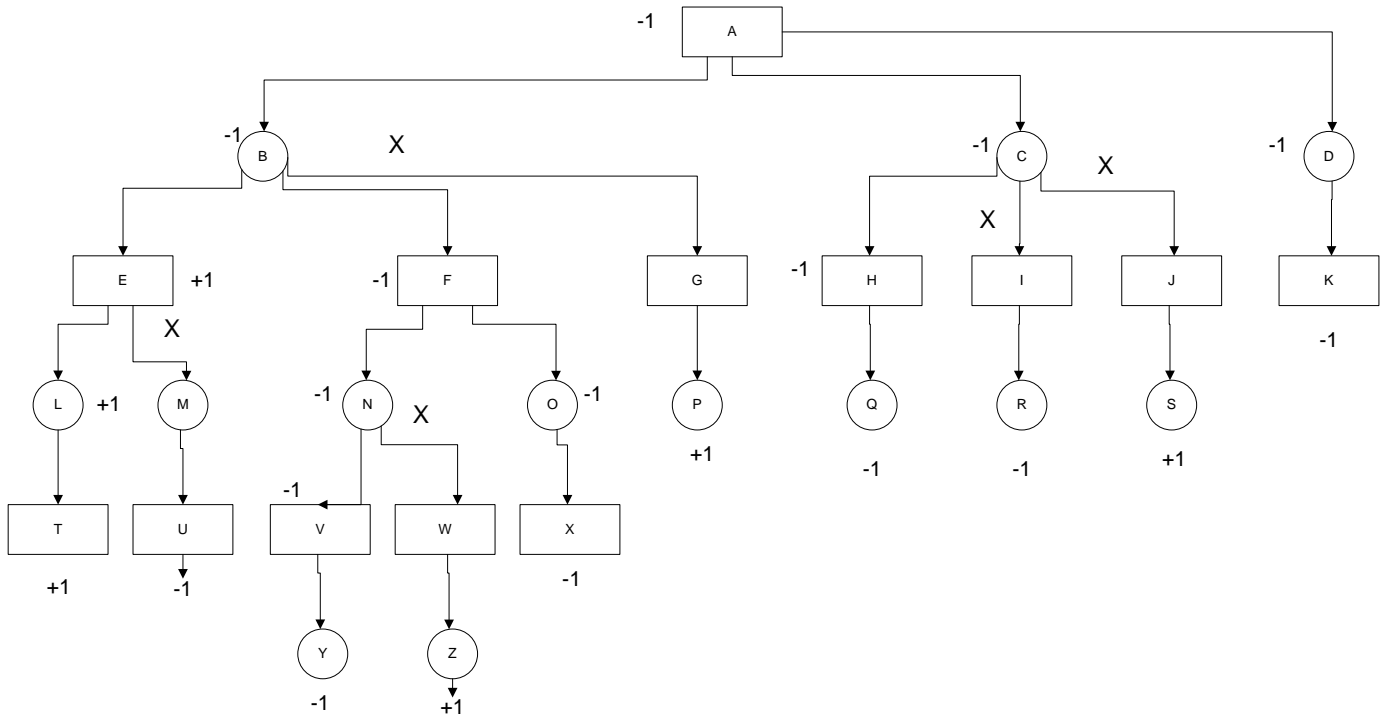 -1 A
-1 B X -1 C X -1 D
X
E +1 -1 F G -1 H I J K
X -1
L +1 M -1 N X O -1 P Q R S
+1 -1 -1 +1
-1
T U V W X
+1 -1 -1
Y Z
-1 +1